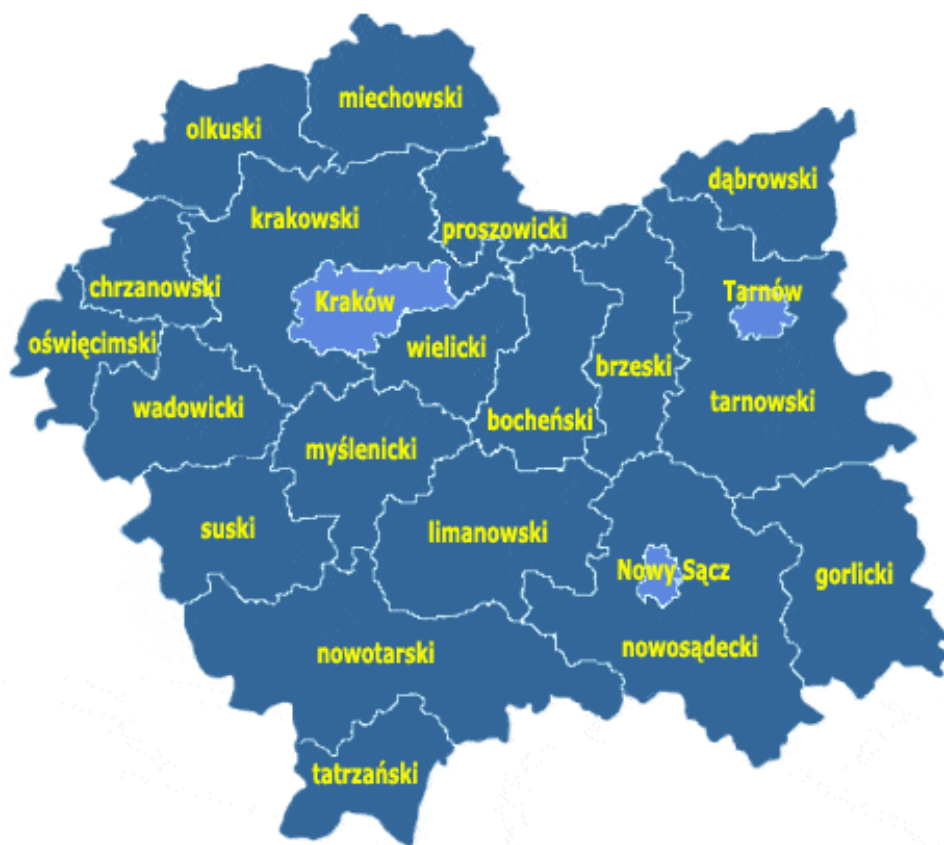 miechowski
olkuski
dąbrowski
krakowski
proszowicki
chrzanowski
Kraków
Tarnów
oświęcimski
wielicki
brzeski
wadowicki
tarnowski
bocheński
myślenicki
suski
limanowski
Nowy Sącz
gorlicki
nowotarski
nowosądecki
tatrzański